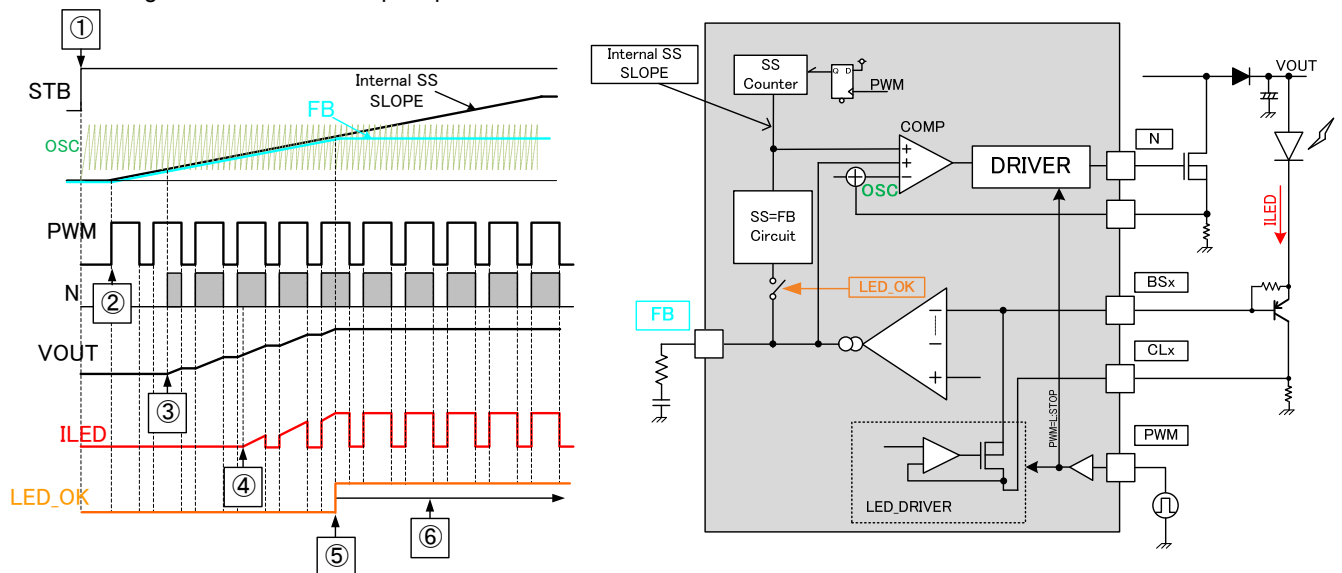 ①
STB
Internal SS
SLOPE
FB
OSC
PWM
N
②
VOUT
③
ILED
④
LED_OK
⑤
⑥
Internal SS
SLOPE
SS
Counter
Q D
PWM
COMP
OSC
DRIVER
N
VOUT
ILED
SS=FB
Circuit
LED_OK
FB
BSx
CLx
PWM=L:STOP
PWM
LED_DRIVER